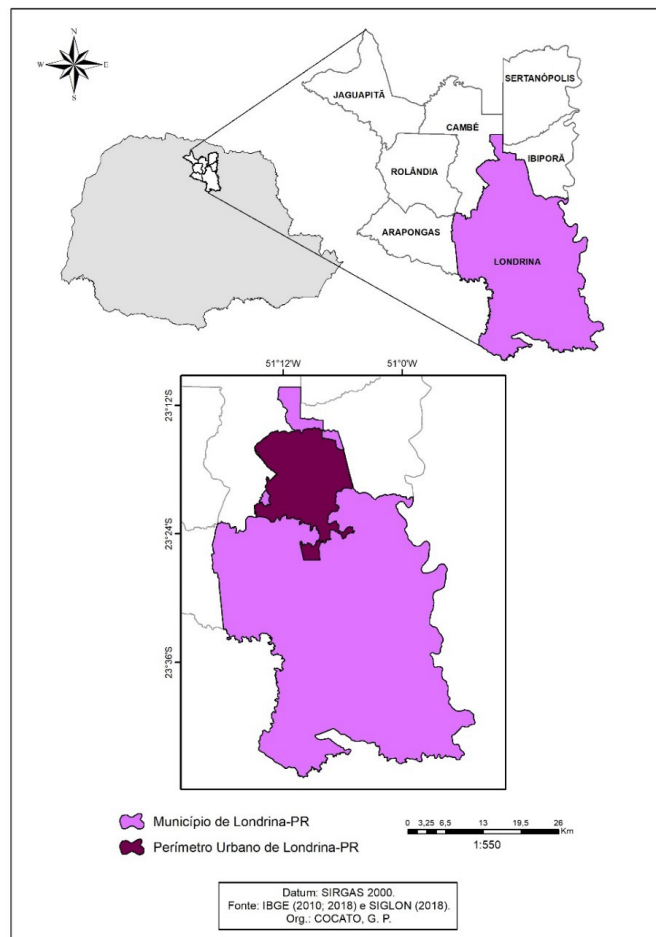 N
W E
S
JAGUAPITÃ
SERTANÓPOLIS
CAMBÉ
IBIPORÃ
ROLÂNDIA
ARAPONGAS
LONDRINA
51°12'W
51°0'W
23°12'S
23°24'S
23°36'S
Município de Londrina-PR
Perímetro Urbano de Londrina-PR
0 3,25 6,5 13 19,5 26
Km
1:550
Datum: SIRGAS 2000.
Fonte: IBGE (2010; 2018) e SIGLON (2018).
Org.: COCATO, G. P.